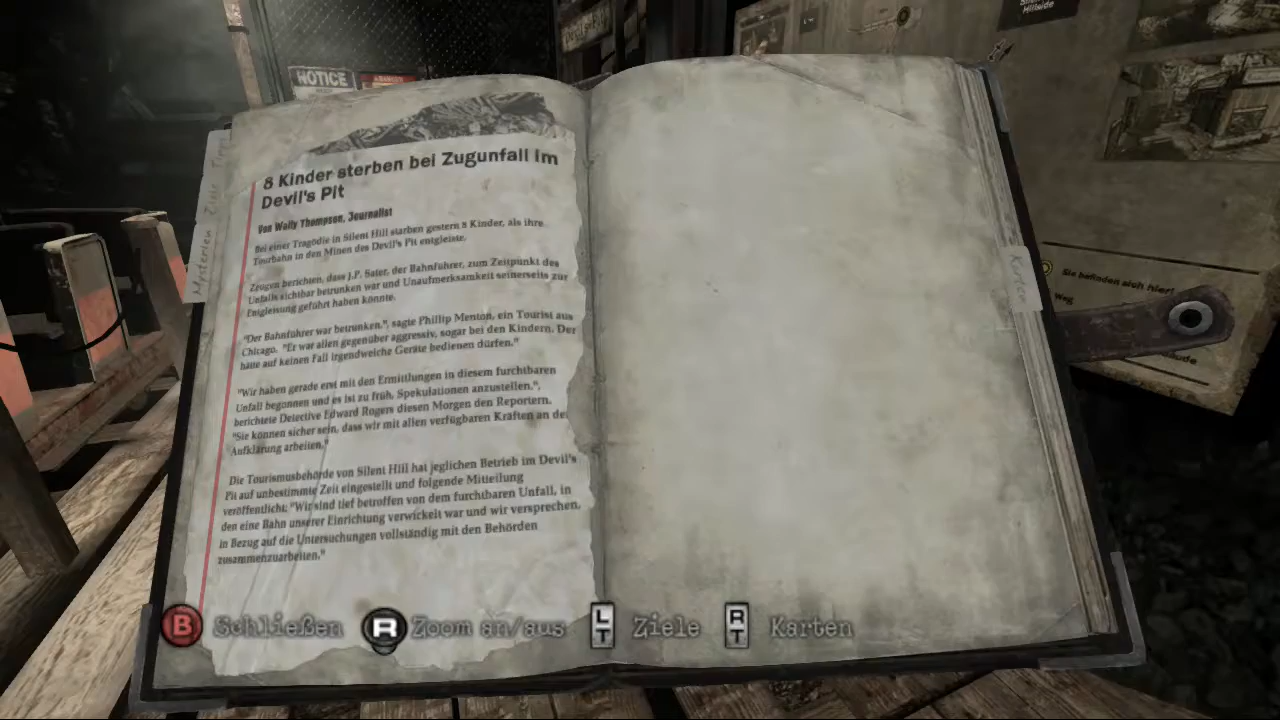 NOTICE
DANGER
Devil's Pit
Hillside
8 Kinder sterben bei Zugunfall im
Devil's Pit
Von Wally Thompson, Journalist
Bei einer Tragödie in Silent Hill starben gestern 8 Kinder, als ihre
Tourbahn in den Minen des Devil's Pit entgleiste.
Zeugen berichten, dass J.P. Sater, der Bahnführer, zum Zeitpunkt des
Unfalls sichtbar betrunken war und Unaufmerksamkeit seinerseits zur
Entgleisung geführt haben könnte.
"Der Bahnführer war betrunken.", sagte Phillip Menton, ein Tourist aus
Chicago. "Er war allen gegenüber aggressiv, sogar bei den Kindern. Der
hätte auf keinen Fall irgendwelche Geräte bedienen dürfen."
"Wir haben gerade erst mit den Ermittlungen in diesem furchtbaren
Unfall begonnen und es ist zu früh, Spekulationen anzustellen.",
berichtete Detective Edward Rogers diesen Morgen den Reportern.
"Sie können sicher sein, dass wir mit allen verfügbaren Kräften an der
Aufklärung arbeiten."
Die Tourismusbehörde von Silent Hill hat jeglichen Betrieb im Devil's
Pit auf unbestimmte Zeit eingestellt und folgende Mitteilung
veröffentlicht: "Wir sind tief betroffen von dem furchtbaren Unfall, in
den eine Bahn unserer Einrichtung verwickelt war und wir versprechen,
in Bezug auf die Untersuchungen vollständig mit den Behörden
zusammenzuarbeiten."
Mysterien Ziele
Karten
Sie befinden sich hier!
Weg
B Schließen R Zoom an/aus LT Ziele RT Karten